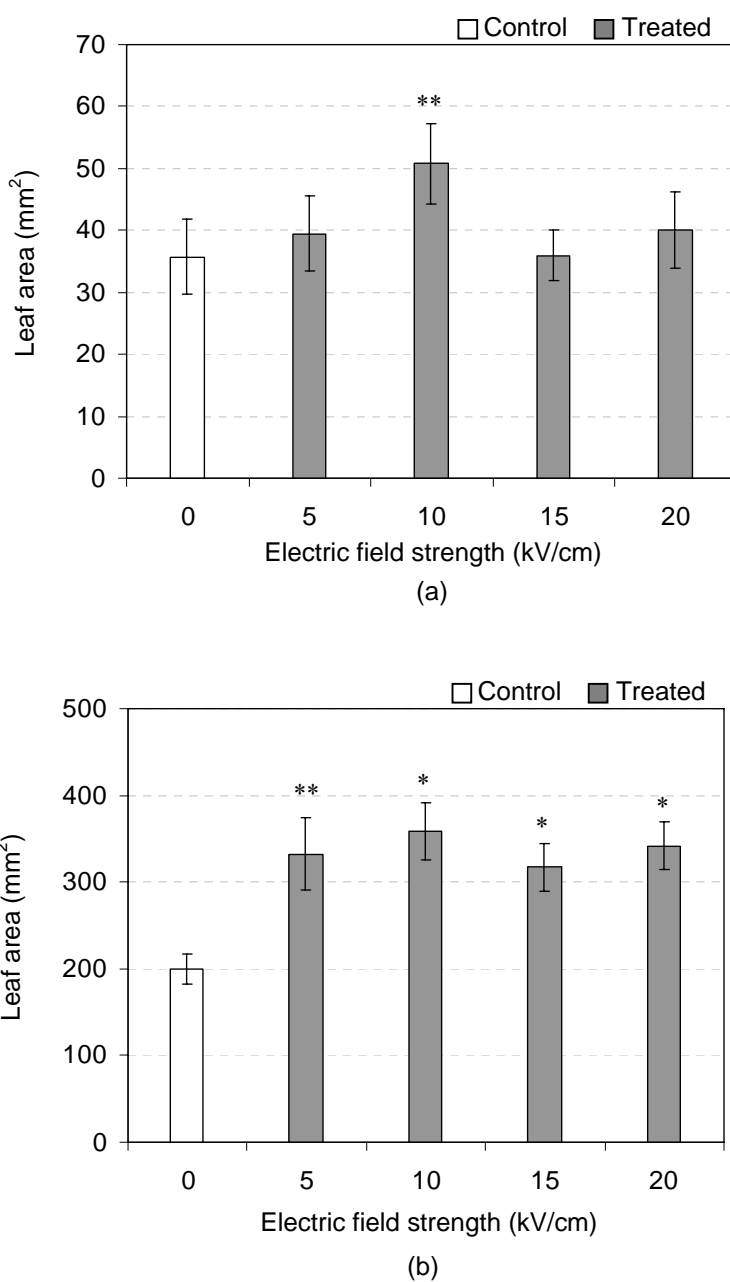 Control Treated
70
60
50
40
30
20
10
0
Leaf area (mm²)
**
0 5 10 15 20
Electric field strength (kV/cm)
(a)
Control Treated
500
400
300
200
100
0
Leaf area (mm²)
** * * *
0 5 10 15 20
Electric field strength (kV/cm)
(b)